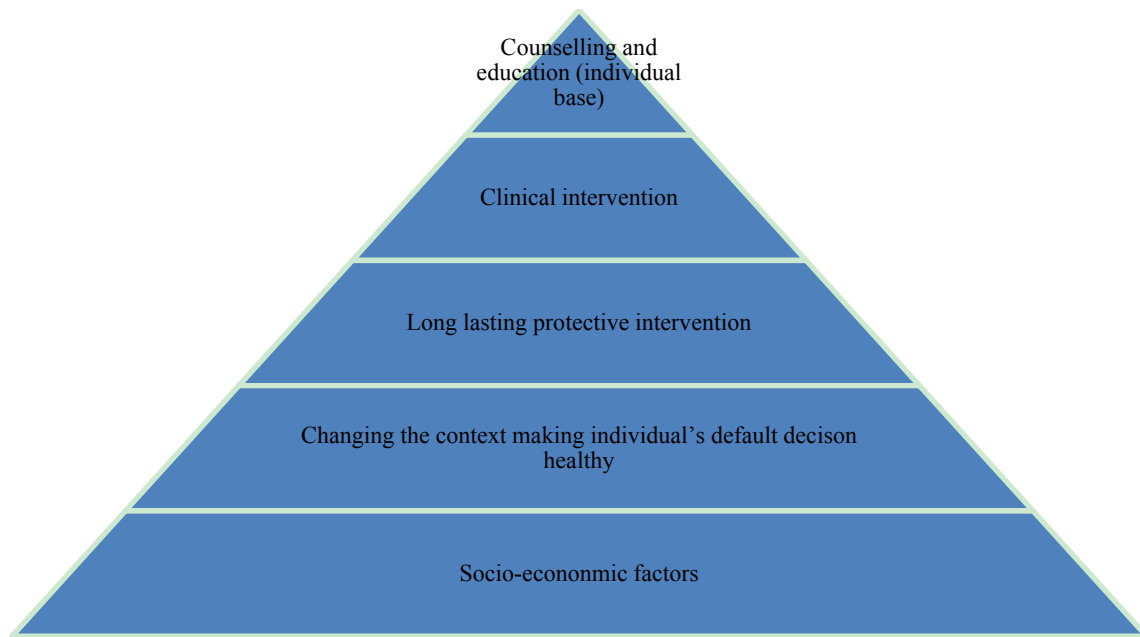 Counselling and
education (individual
base)
Clinical intervention
Long lasting protective intervention
Changing the context making individual’s default decison
healthy
Socio-econonmic factors